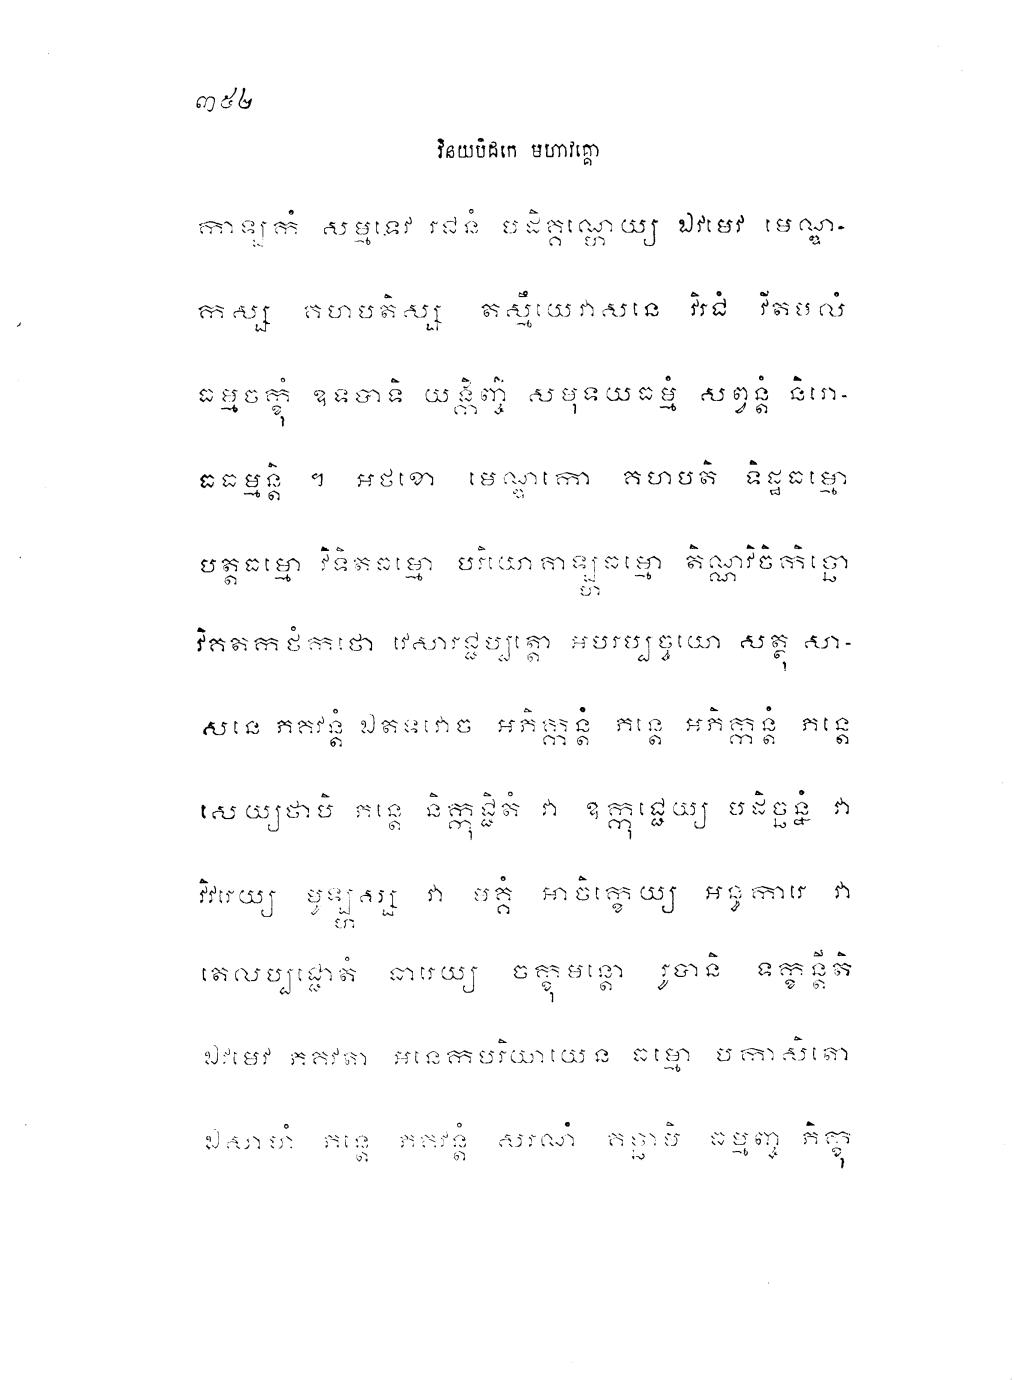 ៣៥២
វិនយបិដកេ មហាវគ្គោ
កាឡកំ សម្មទេវ រជនំ បដិគ្គណ្ហេយ្យ ឯវមេវ មេណ្ឌ-
កស្ស គហបតិស្ស តស្មឹយេវាសនេ វិរជំ វីតមលំ
ធម្មចក្ខុំ ឧទបាទិ យង្កិញ្ចិ សមុទយធម្មំ សព្វន្តំ និរោ-
ធធម្មន្តិ ។ អថខោ មេណ្ឌកោ គហបតិ ទិដ្ឋធម្មោ
បត្តធម្មោ វិទិតធម្មោ បរិយោគាឡ្ហធម្មោ តិណ្ណវិចិកិច្ឆោ
វិគតកថំកថោ វេសារជ្ជប្បត្តោ អបរប្បច្ចយោ សត្ថុ សា-
សនេ ភគវន្តំ ឯតទវោច អភិក្កន្តំ ភន្តេ អភិក្កន្តំ ភន្តេ
សេយ្យថាបិ ភន្តេ និក្កុជ្ជិតំ វា ឧក្កុជ្ជេយ្យ បដិច្ឆន្នំ វា
វិវរេយ្យ មូឡ្ហស្ស វា មគ្គំ អាចិក្ខេយ្យ អន្ធការេ វា
តេលប្បជ្ជោតំ ធារេយ្យ ចក្ខុមន្តោ រូបានិ ទក្ខន្តីតិ
ឯវមេវ ភគវតា អនេកបរិយាយេន ធម្មោ បកាសិតោ
ឯសាហំ ភន្តេ ភគវន្តំ សរណំ គច្ឆាមិ ធម្មញ្ច ភិក្ខុ